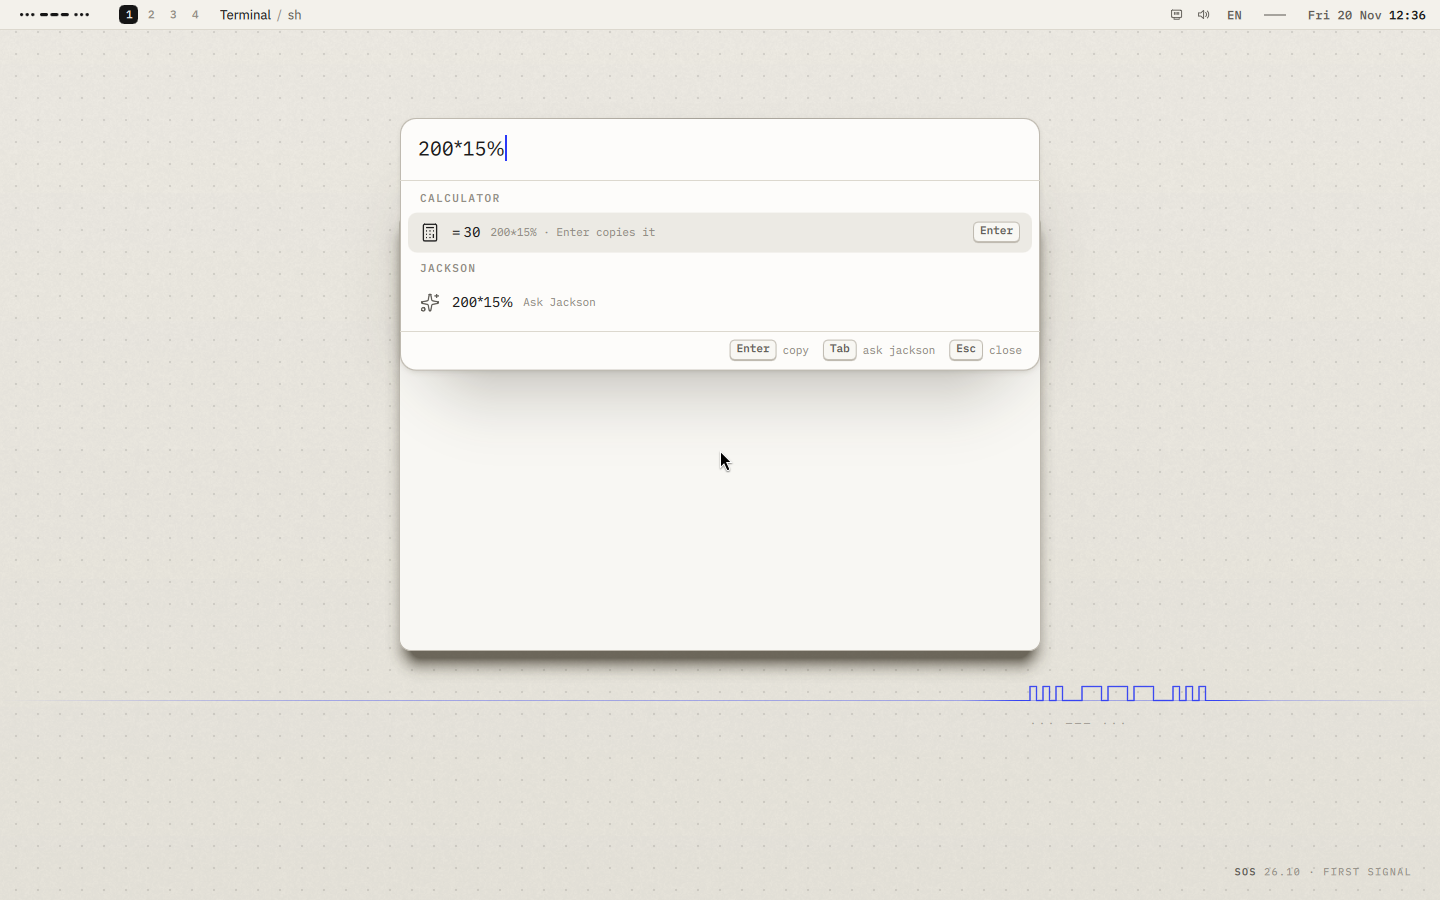 1 2 3 4 Terminal / sh EN Fri 20 Nov 12:36
200*15%
CALCULATOR
= 30 200*15% · Enter copies it Enter
JACKSON
200*15% Ask Jackson
Enter copy Tab ask jackson Esc close
SOS 26.10 · FIRST SIGNAL